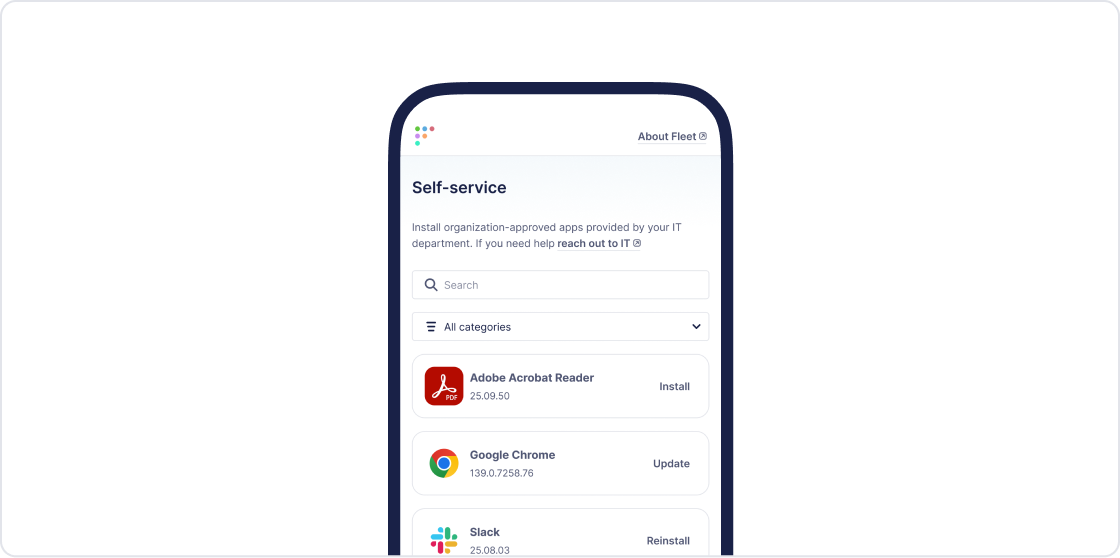 About Fleet
Self-service
Install organization-approved apps provided by your IT
department. If you need help reach out to IT
Search
All categories
PDF
Adobe Acrobat Reader
25.09.50
Install
Google Chrome
139.0.7258.76
Update
Slack
25.08.03
Reinstall